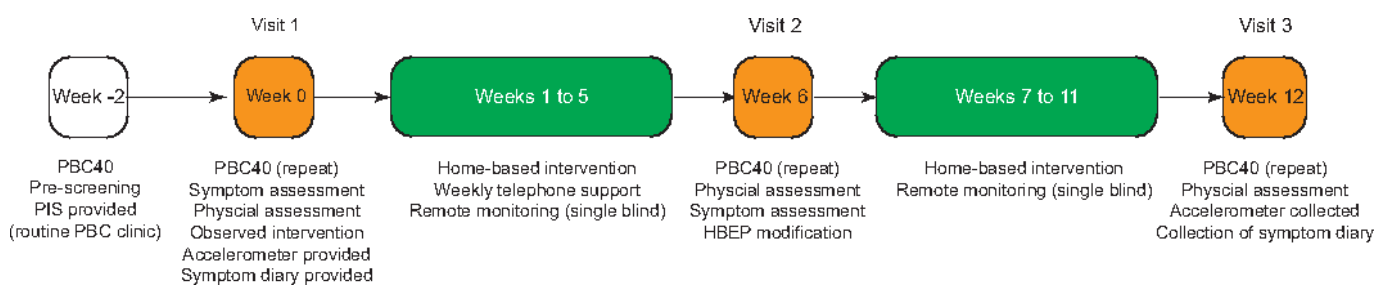 Visit 1
Visit 2
Visit 3
Week -2
Week 0
Weeks 1 to 5
Week 6
Weeks 7 to 11
Week 12
PBC40
Pre-screening
PIS provided
(routine PBC clinic)
PBC40 (repeat)
Symptom assessment
Physcial assessment
Observed intervention
Accelerometer provided
Symptom diary provided
Home-based intervention
Weekly telephone support
Remote monitoring (single blind)
PBC40 (repeat)
Physcial assessment
Symptom assessment
HBEP modification
Home-based intervention
Remote monitoring (single blind)
PBC40 (repeat)
Physcial assessment
Accelerometer collected
Collection of symptom diary